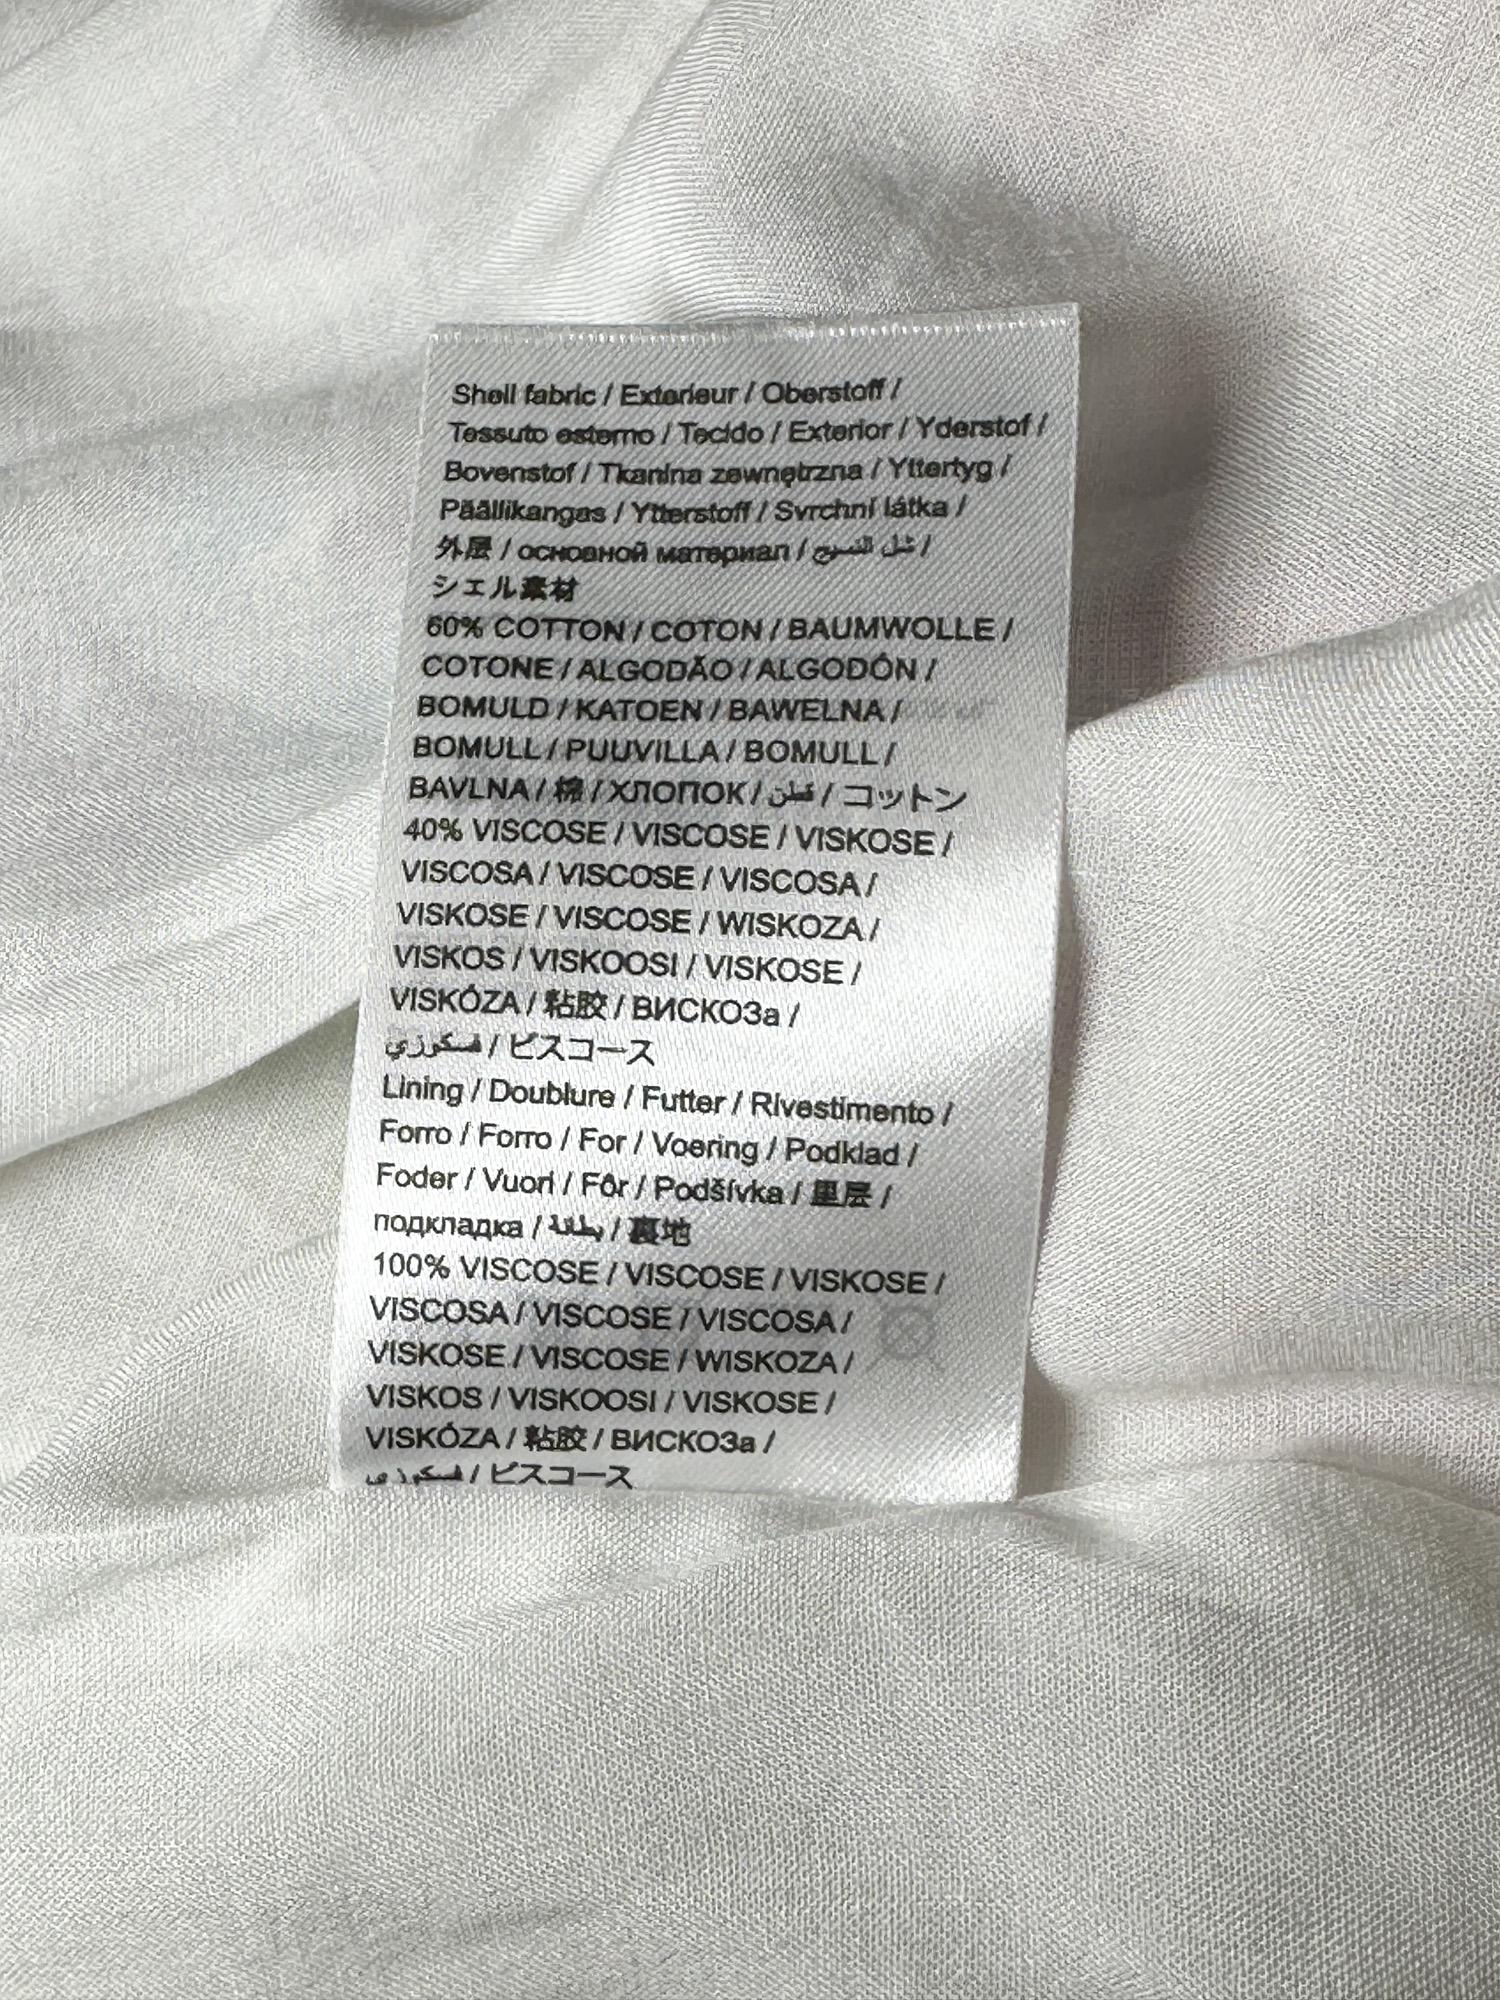 Shell fabric / Exterieur / Oberstoff /
Tessuto esterno / Tecido / Exterior / Yderstof /
Bovenstof / Tkanina zewnętrzna / Yttertyg /
Päällikangas / Ytterstoff / Svrchní látka /
外层 / основной материал / /
シェル素材
60% COTTON / COTON / BAUMWOLLE /
COTONE / ALGODÃO / ALGODÓN /
BOMULD / KATOEN / BAWELNA /
BOMULL / PUUVILLA / BOMULL /
BAVLNA / 棉 / ХЛОПОК / قطن / コットン
40% VISCOSE / VISCOSE / VISKOSE /
VISCOSA / VISCOSE / VISCOSA /
VISKOSE / VISCOSE / WISKOZA /
VISKOS / VISKOOSI / VISKOSE /
VISKÓZA / 粘胶 / ВИСКОЗа /
فسكوزي / ビスコース
Lining / Doublure / Futter / Rivestimento /
Forro / Forro / For / Voering / Podklad /
Foder / Vuori / Fôr / Podšívka / 里层 /
подкладка / بطانة / 裏地
100% VISCOSE / VISCOSE / VISKOSE /
VISCOSA / VISCOSE / VISCOSA /
VISKOSE / VISCOSE / WISKOZA /
VISKOS / VISKOOSI / VISKOSE /
VISKÓZA / 粘胶 / ВИСКОЗа /
فسكوزي / ビスコース